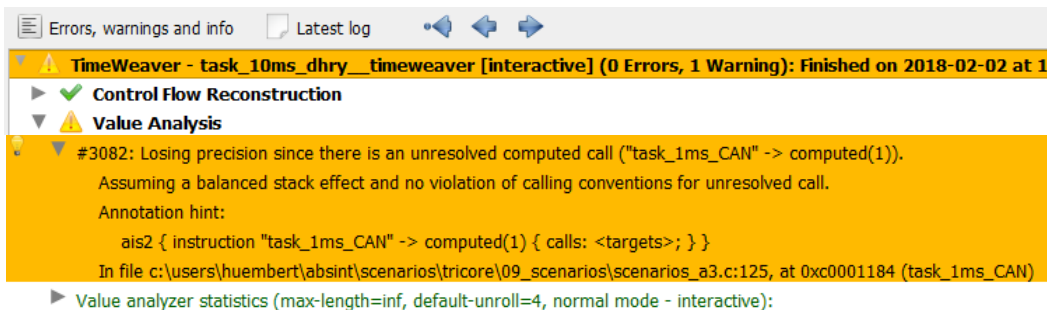 Errors, warnings and info Latest log
TimeWeaver - task_10ms_dhry__timeweaver [interactive] (0 Errors, 1 Warning): Finished on 2018-02-02 at 1
Control Flow Reconstruction
Value Analysis
#3082: Losing precision since there is an unresolved computed call ("task_1ms_CAN" -> computed(1)).
Assuming a balanced stack effect and no violation of calling conventions for unresolved call.
Annotation hint:
ais2 { instruction "task_1ms_CAN" -> computed(1) { calls: <targets>; } }
In file c:\users\huembert\absint\scenarios\tricore\09_scenarios\scenarios_a3.c:125, at 0xc0001184 (task_1ms_CAN)
Value analyzer statistics (max-length=inf, default-unroll=4, normal mode - interactive):